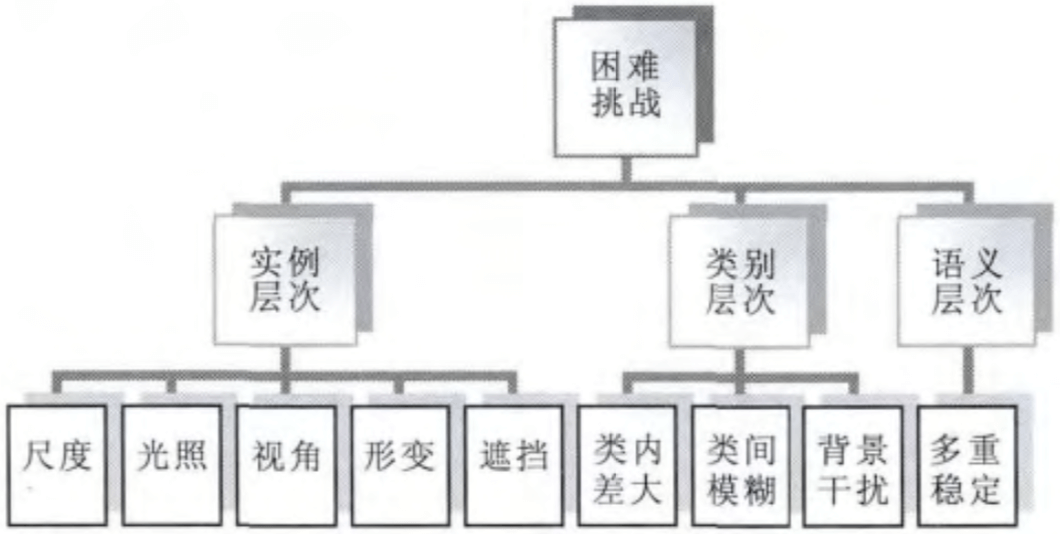 困难
挑战
实例
层次
类别
层次
语义
层次
尺度
光照
视角
形变
遮挡
类内
差大
类间
模糊
背景
干扰
多重
稳定